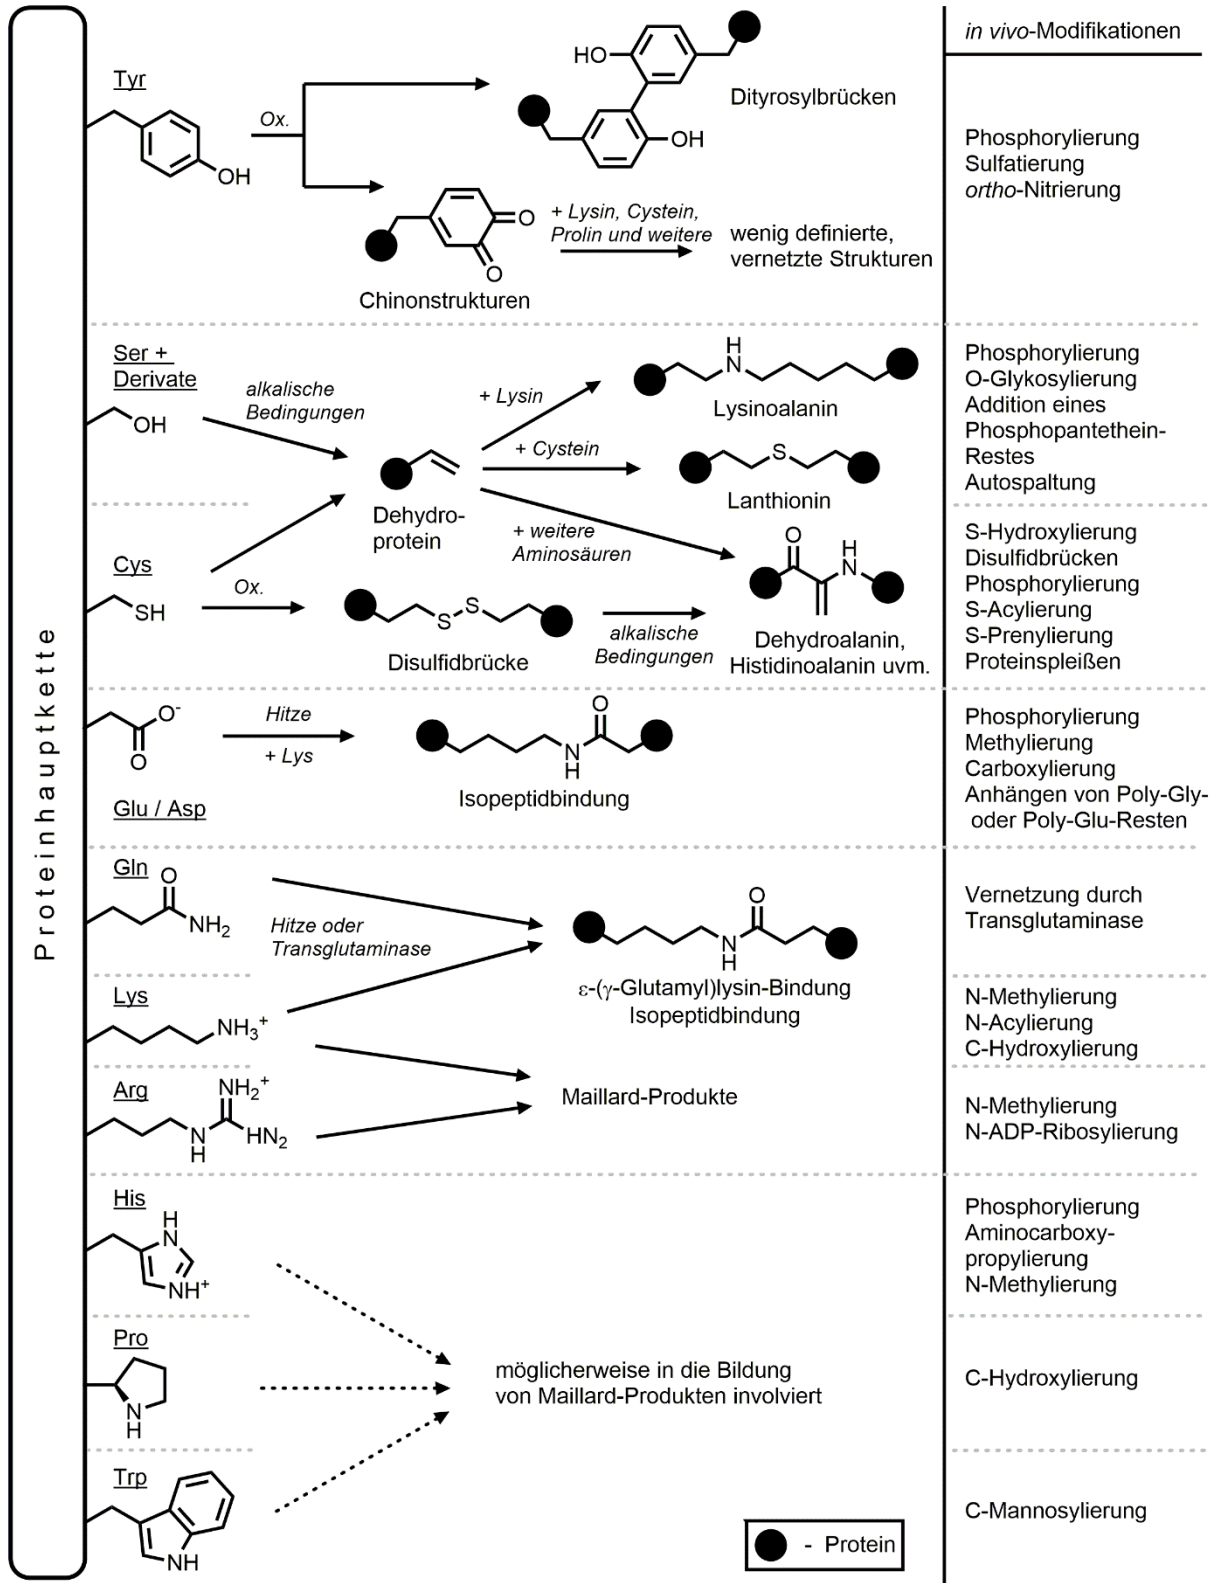 Proteinhauptkette
in vivo-Modifikationen
Tyr
OH
Ox.
HO
OH
Dityrosylbrücken
O
O
Chinonstrukturen
+ Lysin, Cystein,
Prolin und weitere
wenig definierte,
vernetzte Strukturen
Phosphorylierung
Sulfatierung
ortho-Nitrierung
Ser +
Derivate
OH
alkalische
Bedingungen
Dehydro-
protein
+ Lysin
H
N
Lysinoalanin
+ Cystein
S
Lanthionin
+ weitere
Aminosäuren
Phosphorylierung
O-Glykosylierung
Addition eines
Phosphopantethein-
Restes
Autospaltung
Cys
SH
Ox.
S
S
Disulfidbrücke
alkalische
Bedingungen
O
H
N
Dehydroalanin,
Histidinoalanin uvm.
S-Hydroxylierung
Disulfidbrücken
Phosphorylierung
S-Acylierung
S-Prenylierung
Proteinspleißen
O-
O
Glu / Asp
Hitze
+ Lys
O
N
H
Isopeptidbindung
Phosphorylierung
Methylierung
Carboxylierung
Anhängen von Poly-Gly-
oder Poly-Glu-Resten
Gln
O
NH2
Hitze oder
Transglutaminase
O
N
H
ε-(γ-Glutamyl)lysin-Bindung
Isopeptidbindung
Vernetzung durch
Transglutaminase
Lys
NH3+
N-Methylierung
N-Acylierung
C-Hydroxylierung
Arg
NH2+
N
H
HN2
Maillard-Produkte
N-Methylierung
N-ADP-Ribosylierung
His
H
N
NH+
Phosphorylierung
Aminocarboxy-
propylierung
N-Methylierung
Pro
N
H
möglicherweise in die Bildung
von Maillard-Produkten involviert
C-Hydroxylierung
Trp
NH
C-Mannosylierung
- Protein